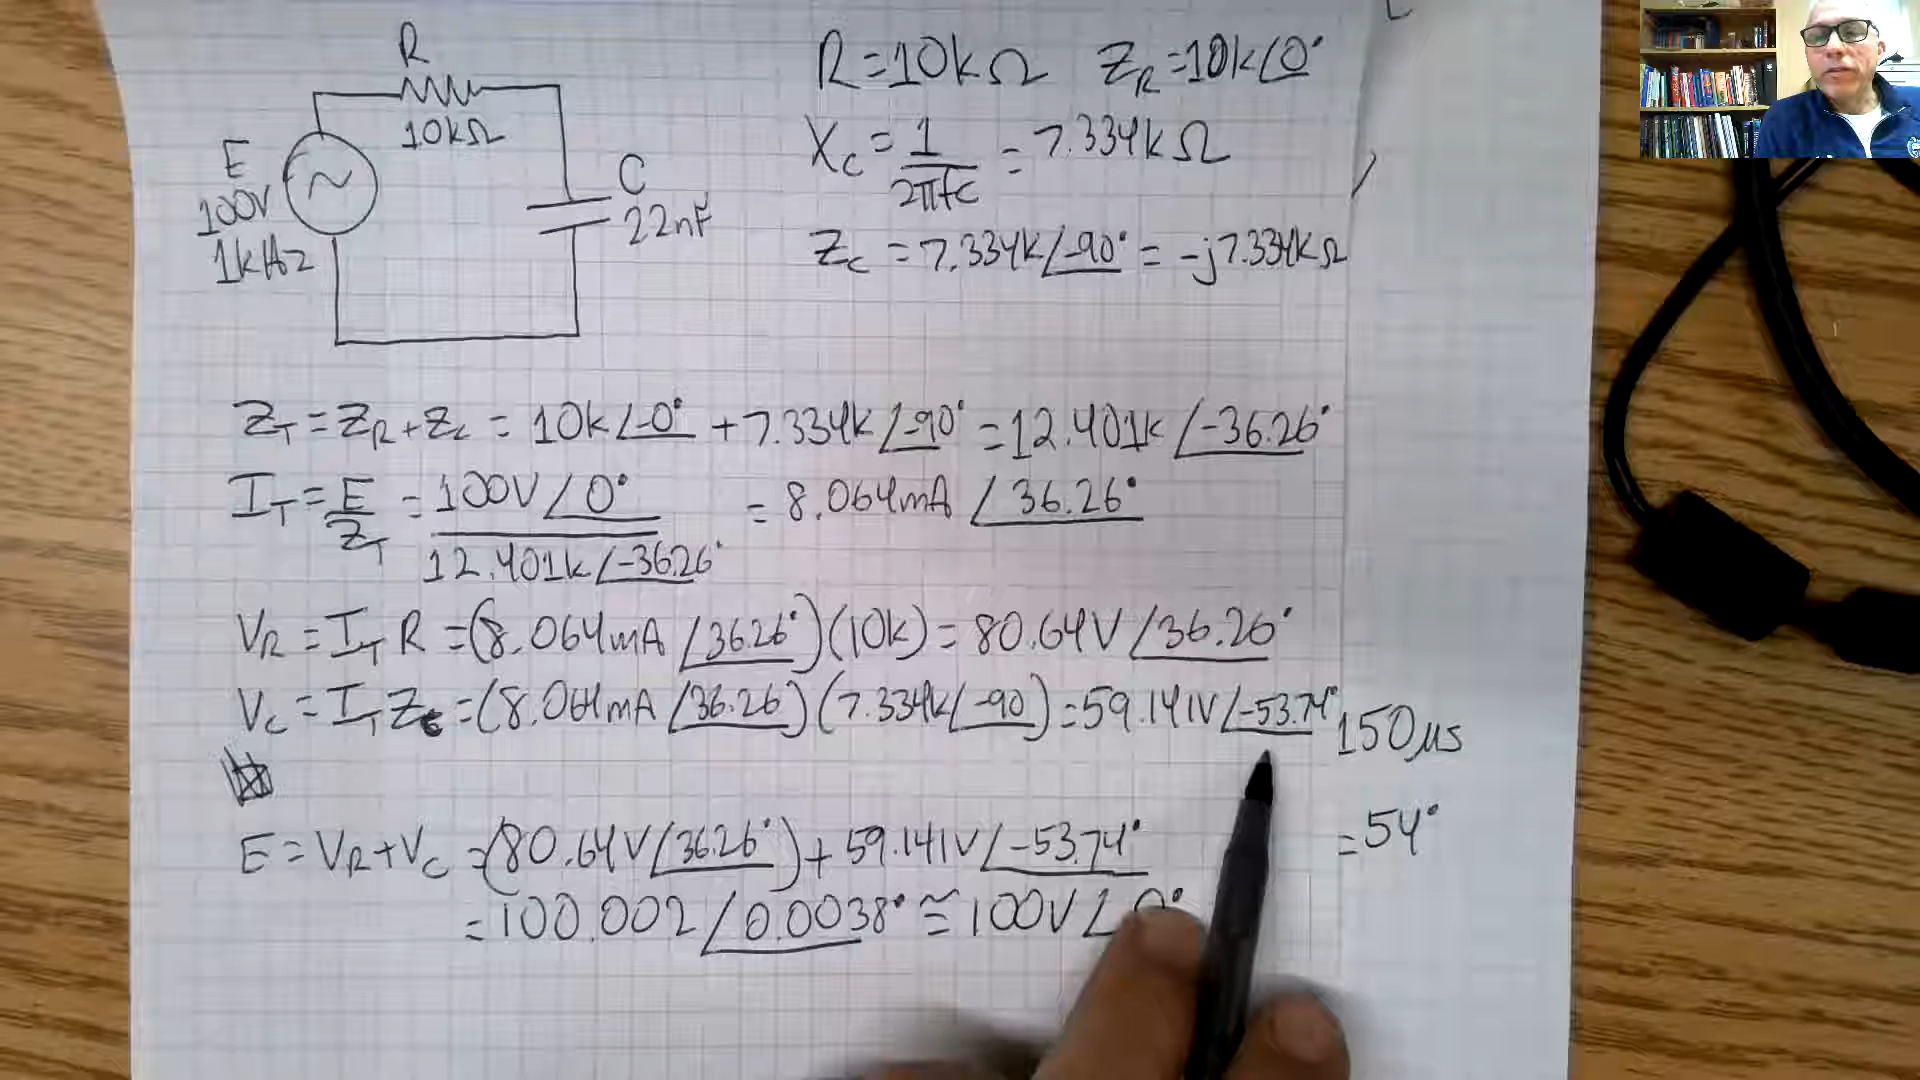 R
10kΩ
E
100V
1kHz
C
22nF
R=10kΩ Z_R=10k∠0°
X_C = 1/(2πfC) = 7.334kΩ
Z_C = 7.334k∠-90° = -j7.334kΩ
Z_T = Z_R + Z_C = 10k∠0° + 7.334k∠-90° = 12.401k∠-36.26°
I_T = E/Z_T = 100V∠0° / 12.401k∠-36.26° = 8.064mA∠36.26°
V_R = I_T R = (8.064mA∠36.26°)(10k) = 80.64V∠36.26°
V_C = I_T Z_C = (8.064mA∠36.26)(7.334k∠-90) = 59.141V∠-53.74°
150μs
= 54°
E = V_R + V_C = (80.64V∠36.26°) + 59.141V∠-53.74°
= 100.002∠0.0038° ≅ 100V∠0°